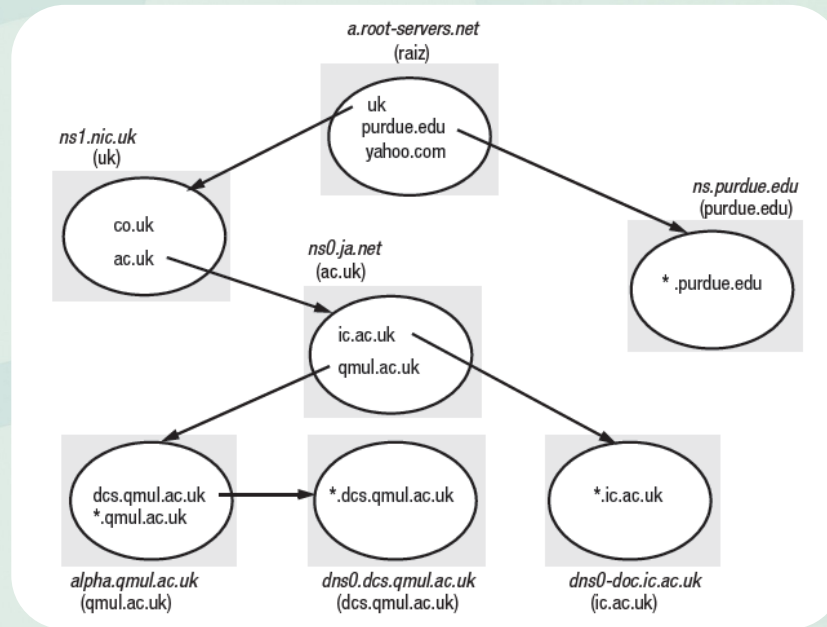 a.root-servers.net
(raiz)
uk
purdue.edu
yahoo.com
ns1.nic.uk
(uk)
co.uk
ac.uk
ns.purdue.edu
(purdue.edu)
* .purdue.edu
ns0.ja.net
(ac.uk)
ic.ac.uk
qmul.ac.uk
dcs.qmul.ac.uk
*.qmul.ac.uk
alpha.qmul.ac.uk
(qmul.ac.uk)
*.dcs.qmul.ac.uk
dns0.dcs.qmul.ac.uk
(dcs.qmul.ac.uk)
*.ic.ac.uk
dns0-doc.ic.ac.uk
(ic.ac.uk)